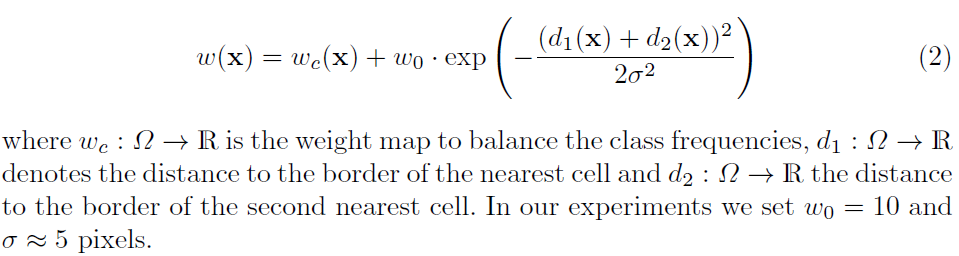 w(x) = w_c(x) + w_0 · exp(−(d_1(x) + d_2(x))² / 2σ²) (2)
where w_c : Ω → ℝ is the weight map to balance the class frequencies, d_1 : Ω → ℝ
denotes the distance to the border of the nearest cell and d_2 : Ω → ℝ the distance
to the border of the second nearest cell. In our experiments we set w_0 = 10 and
σ ≈ 5 pixels.